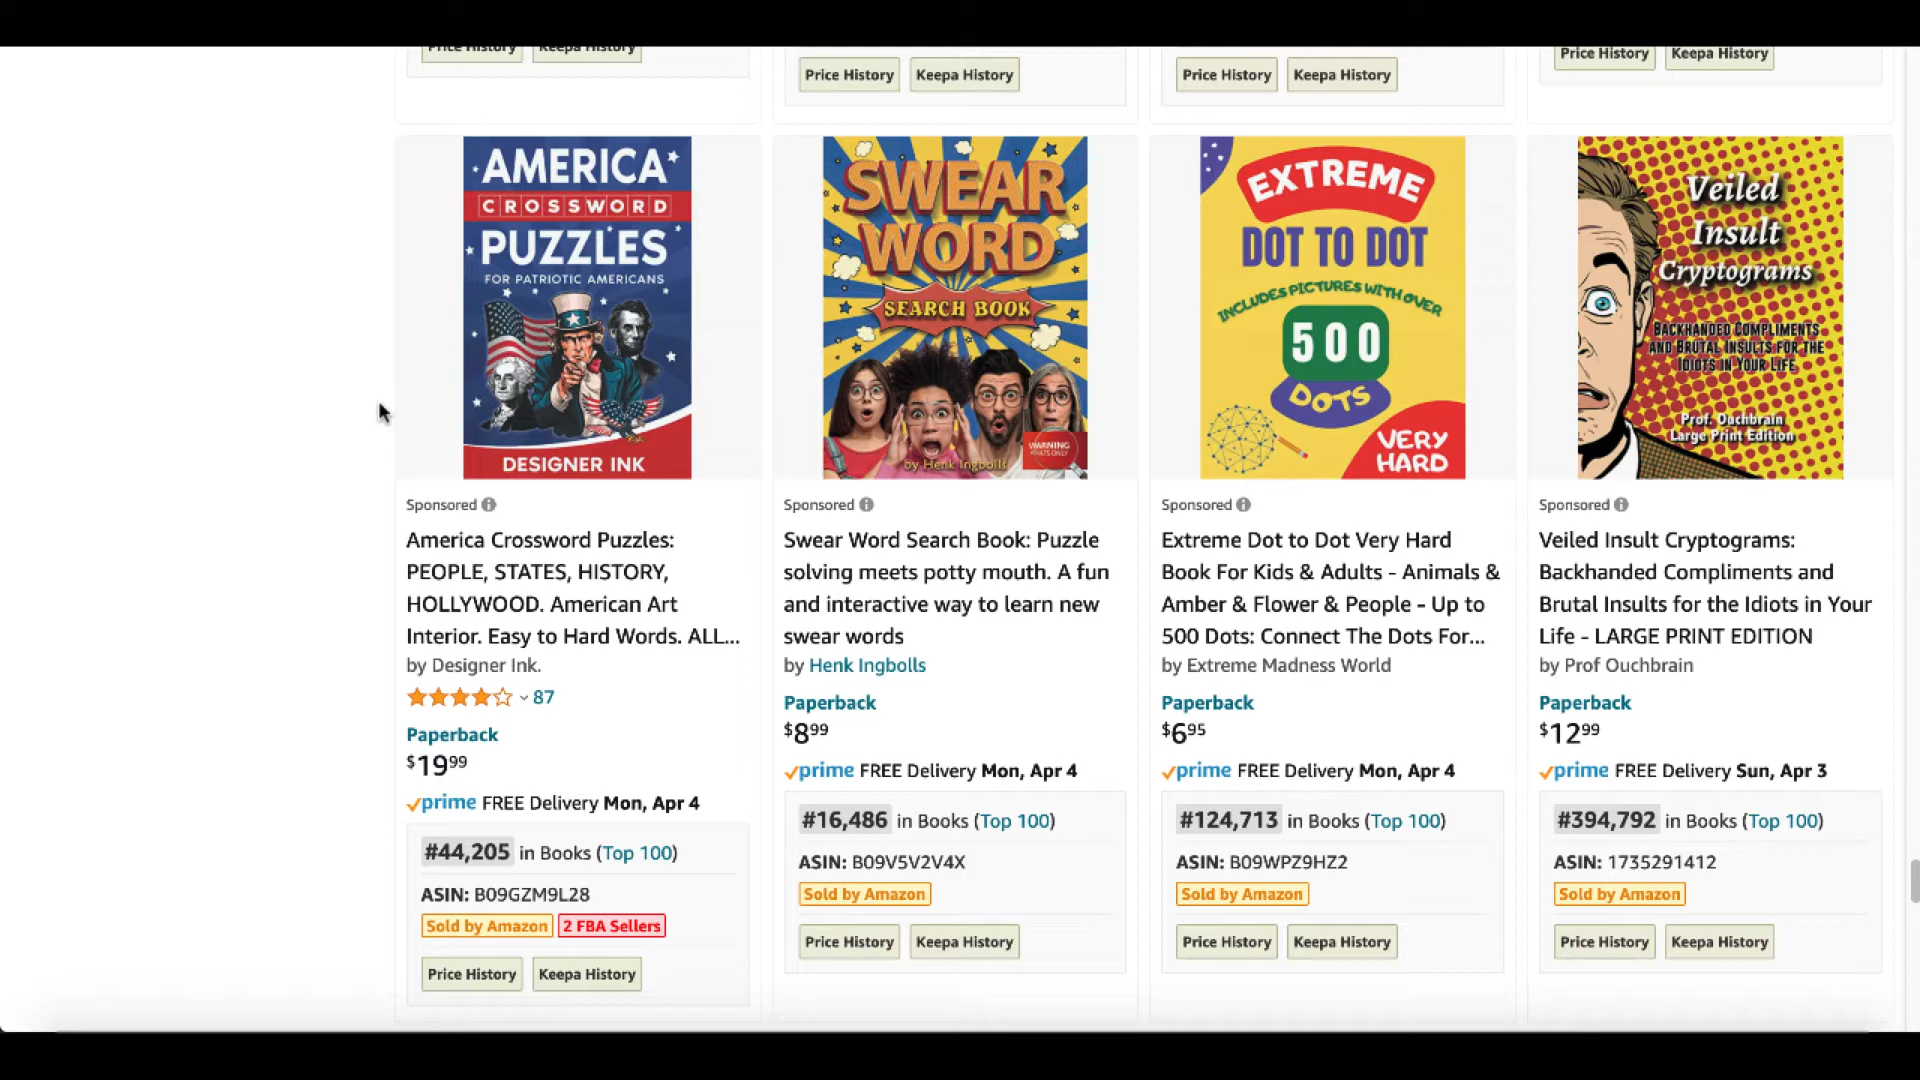 Price History Keepa History
Price History Keepa History
Price History Keepa History
Price History Keepa History
AMERICA
CROSSWORD
PUZZLES
FOR PATRIOTIC AMERICANS
DESIGNER INK
SWEAR
WORD
SEARCH BOOK
WARNING
ADULTS ONLY
by Henk Ingbolls
EXTREME
DOT TO DOT
INCLUDES PICTURES WITH OVER
500
DOTS
VERY
HARD
Veiled
Insult
Cryptograms
BACKHANDED COMPLIMENTS
AND BRUTAL INSULTS FOR THE
IDIOTS IN YOUR LIFE
Prof. Ouchbrain
Large Print Edition
Sponsored
America Crossword Puzzles:
PEOPLE, STATES, HISTORY,
HOLLYWOOD. American Art
Interior. Easy to Hard Words. ALL...
by Designer Ink.
87
Paperback
$19.99
prime FREE Delivery Mon, Apr 4
#44,205 in Books (Top 100)
ASIN: B09GZM9L28
Sold by Amazon 2 FBA Sellers
Price History Keepa History
Sponsored
Swear Word Search Book: Puzzle
solving meets potty mouth. A fun
and interactive way to learn new
swear words
by Henk Ingbolls
Paperback
$8.99
prime FREE Delivery Mon, Apr 4
#16,486 in Books (Top 100)
ASIN: B09V5V2V4X
Sold by Amazon
Price History Keepa History
Sponsored
Extreme Dot to Dot Very Hard
Book For Kids & Adults - Animals &
Amber & Flower & People - Up to
500 Dots: Connect The Dots For...
by Extreme Madness World
Paperback
$6.95
prime FREE Delivery Mon, Apr 4
#124,713 in Books (Top 100)
ASIN: B09WPZ9HZ2
Sold by Amazon
Price History Keepa History
Sponsored
Veiled Insult Cryptograms:
Backhanded Compliments and
Brutal Insults for the Idiots in Your
Life - LARGE PRINT EDITION
by Prof Ouchbrain
Paperback
$12.99
prime FREE Delivery Sun, Apr 3
#394,792 in Books (Top 100)
ASIN: 1735291412
Sold by Amazon
Price History Keepa History